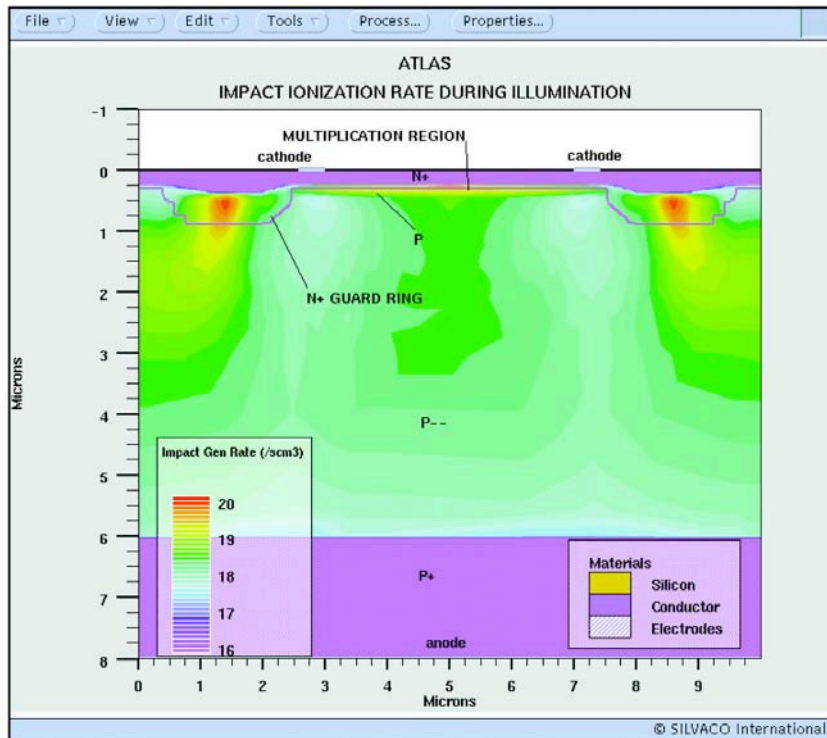 File View Edit Tools Process... Properties...
ATLAS
IMPACT IONIZATION RATE DURING ILLUMINATION
MULTIPLICATION REGION
cathode cathode
N+
P
N+ GUARD RING
P--
P+
anode
Microns
-1
0
1
2
3
4
5
6
7
8
Impact Gen Rate (/scm3)
20
19
18
17
16
Materials
Silicon
Conductor
Electrodes
0 1 2 3 4 5 6 7 8 9
Microns
© SILVACO International